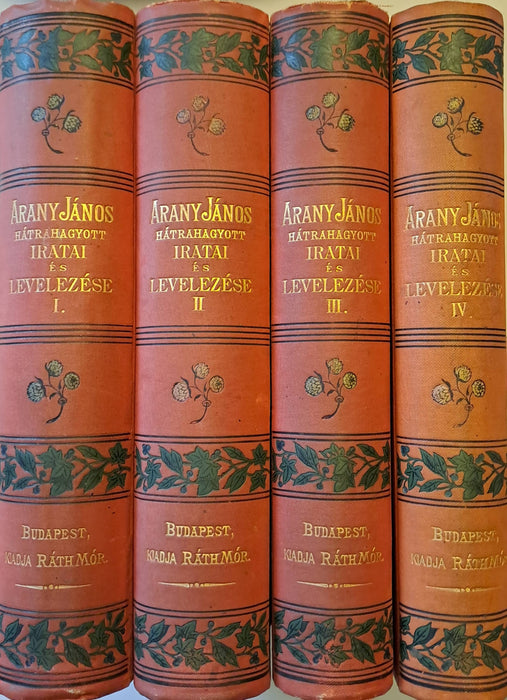 ARANY JÁNOS
HÁTRAHAGYOTT
IRATAI
ÉS
LEVELEZÉSE
I.
BUDAPEST,
KIADJA RÁTH MÓR.
ARANY JÁNOS
HÁTRAHAGYOTT
IRATAI
ÉS
LEVELEZÉSE
II
BUDAPEST,
KIADJA RÁTH MÓR.
ARANY JÁNOS
HÁTRAHAGYOTT
IRATAI
ÉS
LEVELEZÉSE
III.
BUDAPEST,
KIADJA RÁTH MÓR.
ARANY JÁNOS
HÁTRAHAGYOTT
IRATAI
ÉS
LEVELEZÉSE
IV.
BUDAPEST,
KIADJA RÁTH MÓ